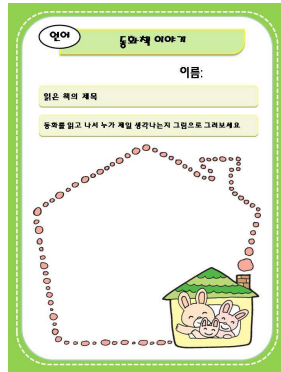 언어
동화책 이야기
이름:
읽은 책의 제목
동화를 읽고 나서 누가 제일 생각나는지 그림으로 그려보세요